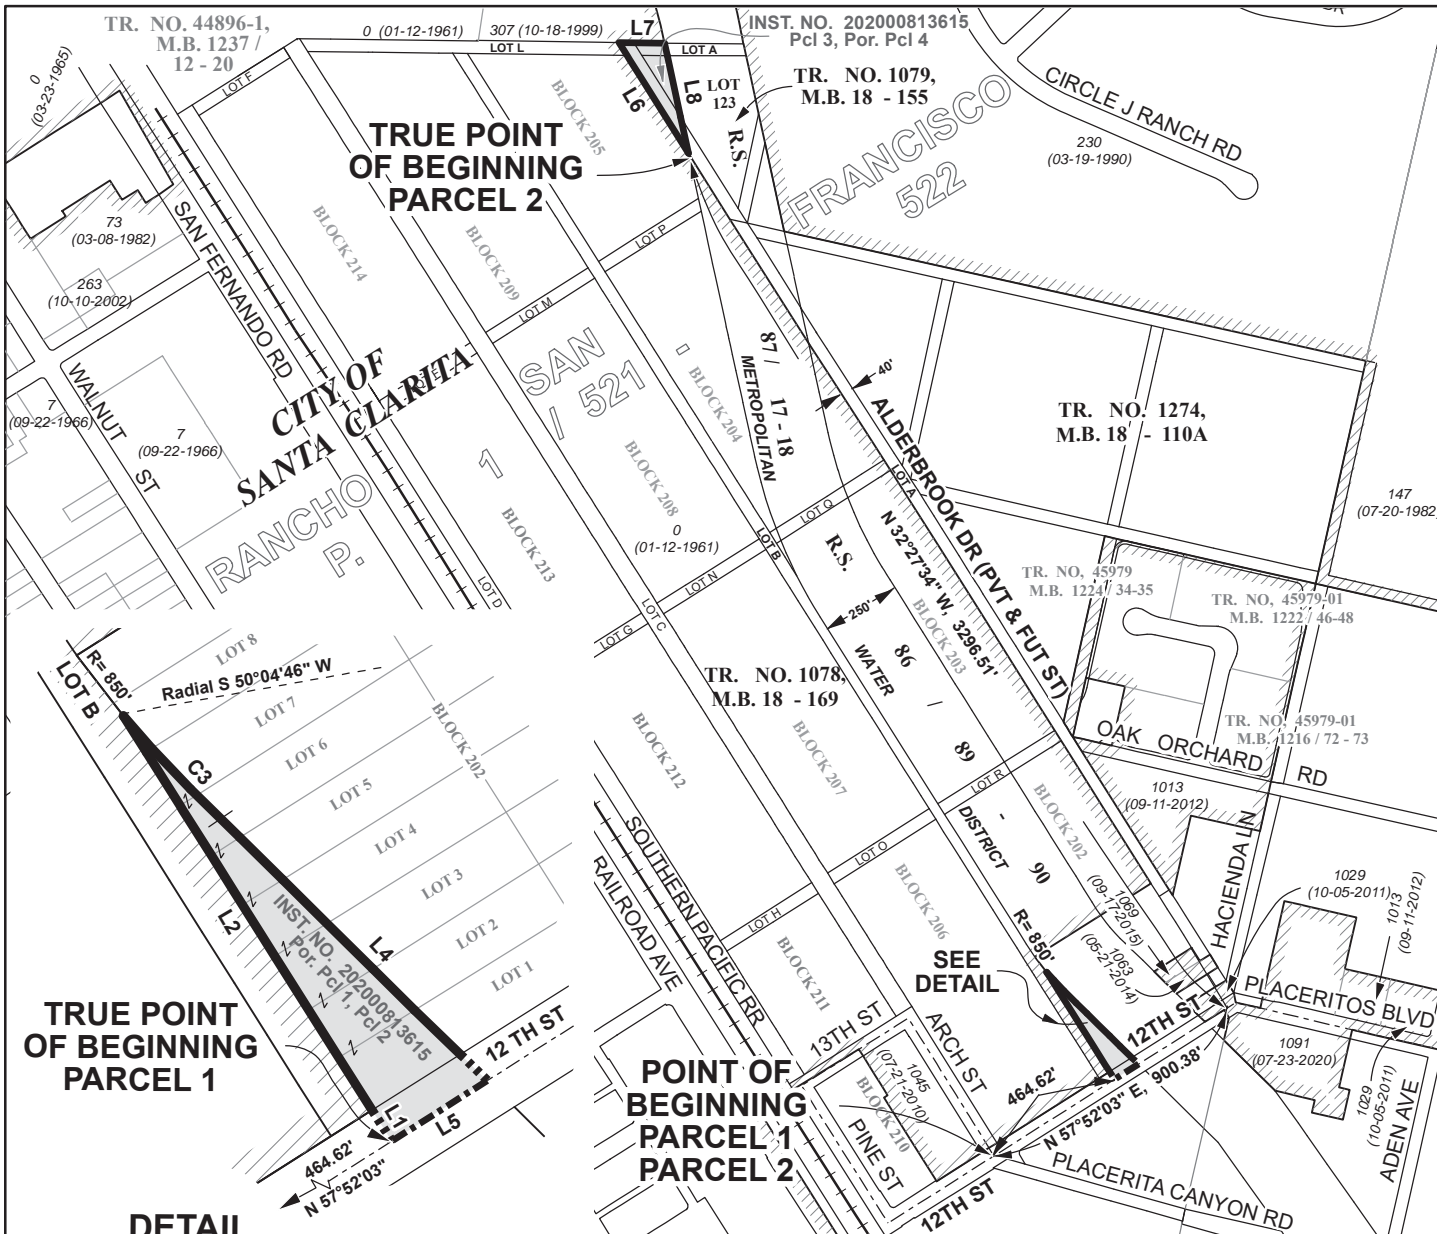 TR. NO. 44896-1,
M.B. 1237 /
12 - 20
0 (01-12-1961)
307 (10-18-1999)
LOT L
L7
INST. NO. 202000813615
Pcl 3, Por. Pcl 4
LOT A
TR. NO. 1079,
M.B. 18 - 155
LOT
123
L8
L6
R.S.
0
(03-23-1965)
LOT F
BLOCK 205
TRUE POINT
OF BEGINNING
PARCEL 2
FRANCISCO
522
CIRCLE J RANCH RD
230
(03-19-1990)
73
(03-08-1982)
263
(10-10-2002)
SAN FERNANDO RD
BLOCK 214
BLOCK 209
LOT P
LOT M
WALNUT ST
7
(09-22-1966)
7
(09-22-1966)
CITY OF
SANTA CLARITA
RANCHO
P.
SAN
/ 521
-
1
BLOCK 204
BLOCK 208
BLOCK 213
87 /
17 - 18
METROPOLITAN
40'
ALDERBROOK DR (PVT & FUT ST)
TR. NO. 1274,
M.B. 18 - 110A
147
(07-20-1982)
LOT A
LOT Q
LOT B
LOT N
LOT D
LOT G
LOT C
0
(01-12-1961)
R.S.
N 32°27'34" W, 3296.51'
TR. NO, 45979
M.B. 1224 / 34-35
TR. NO, 45979-01
M.B. 1222 / 46-48
TR. NO, 45979-01
M.B. 1216 / 72 - 73
250'
BLOCK 203
86
WATER
/
89
TR. NO. 1078,
M.B. 18 - 169
BLOCK 212
BLOCK 207
OAK ORCHARD RD
LOT R
1013
(09-11-2012)
BLOCK 202
DISTRICT
-
90
LOT O
LOT H
BLOCK 206
BLOCK 211
SOUTHERN PACIFIC RR
RAILROAD AVE
HACIENDA LN
1029
(10-05-2011)
1013
(09-11-2012)
1069
(09-17-2015)
1063
(05-21-2014)
R= 850'
SEE
DETAIL
PLACERITOS BLVD
1091
(07-23-2020)
1029
(10-05-2011)
ADEN AVE
12TH ST
13TH ST
ARCH ST
1045
(07-21-2010)
BLOCK 210
PINE ST
464.62'
N 57°52'03" E, 900.38'
POINT OF
BEGINNING
PARCEL 1
PARCEL 2
PLACERITA CANYON RD
12TH ST
LOT B
R= 850'
Radial S 50°04'46" W
LOT 8
LOT 7
LOT 6
LOT 5
LOT 4
LOT 3
LOT 2
LOT 1
BLOCK 202
C3
L2
L4
INST. NO. 202000813615
Por. Pcl 1, Pcl 2
TRUE POINT
OF BEGINNING
PARCEL 1
12 TH ST
L1
L5
464.62'
N 57°52'03"
DETAIL